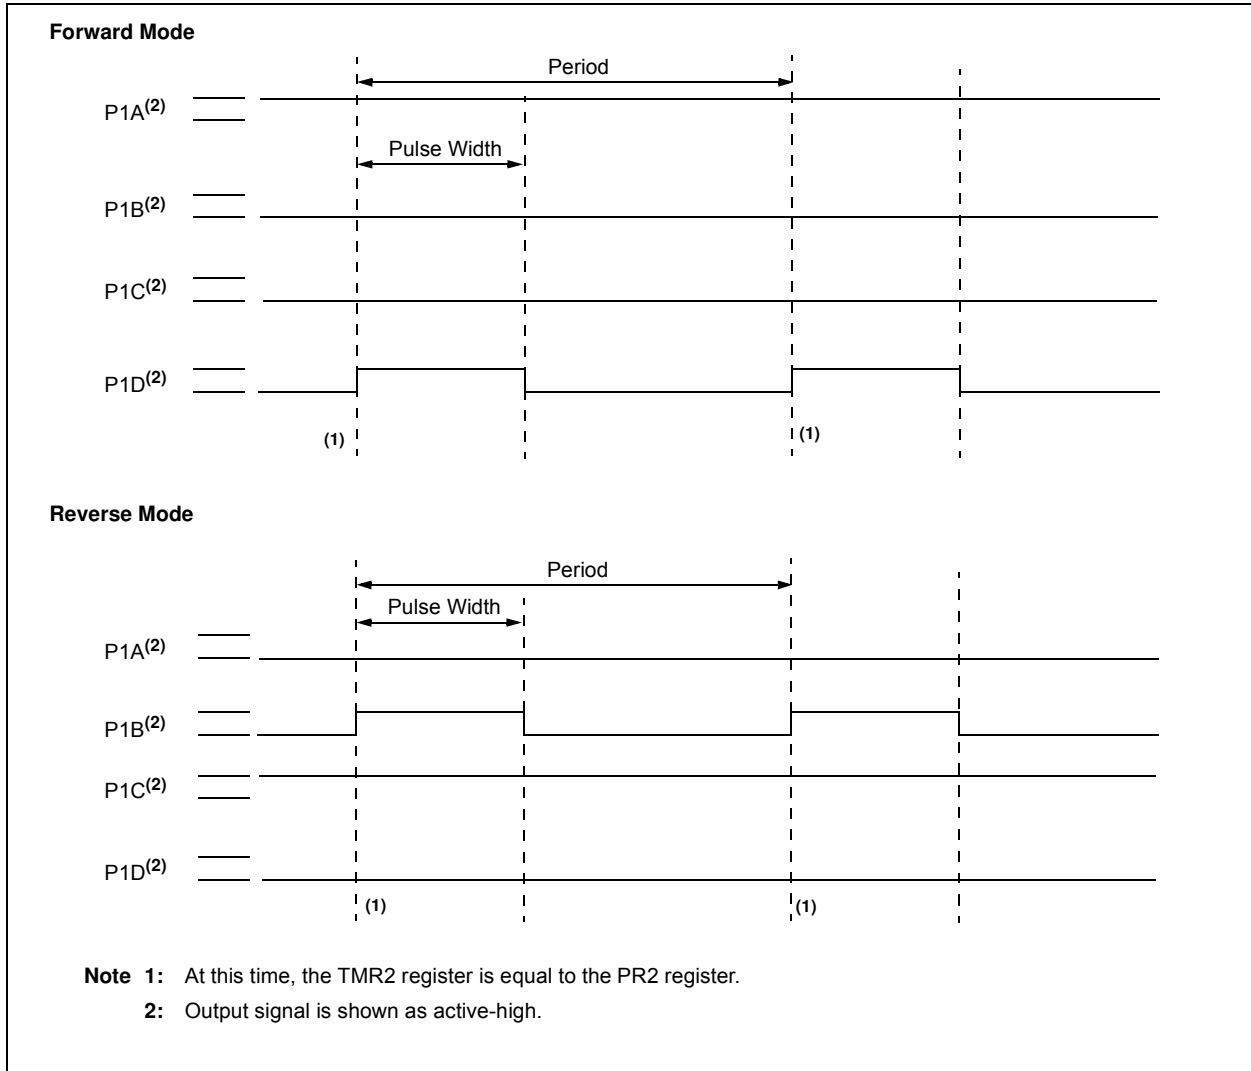 Forward Mode
Period
P1A(2)
Pulse Width
P1B(2)
P1C(2)
P1D(2)
(1)
(1)
Reverse Mode
Period
Pulse Width
P1A(2)
P1B(2)
P1C(2)
P1D(2)
(1)
(1)
Note 1: At this time, the TMR2 register is equal to the PR2 register.
2: Output signal is shown as active-high.